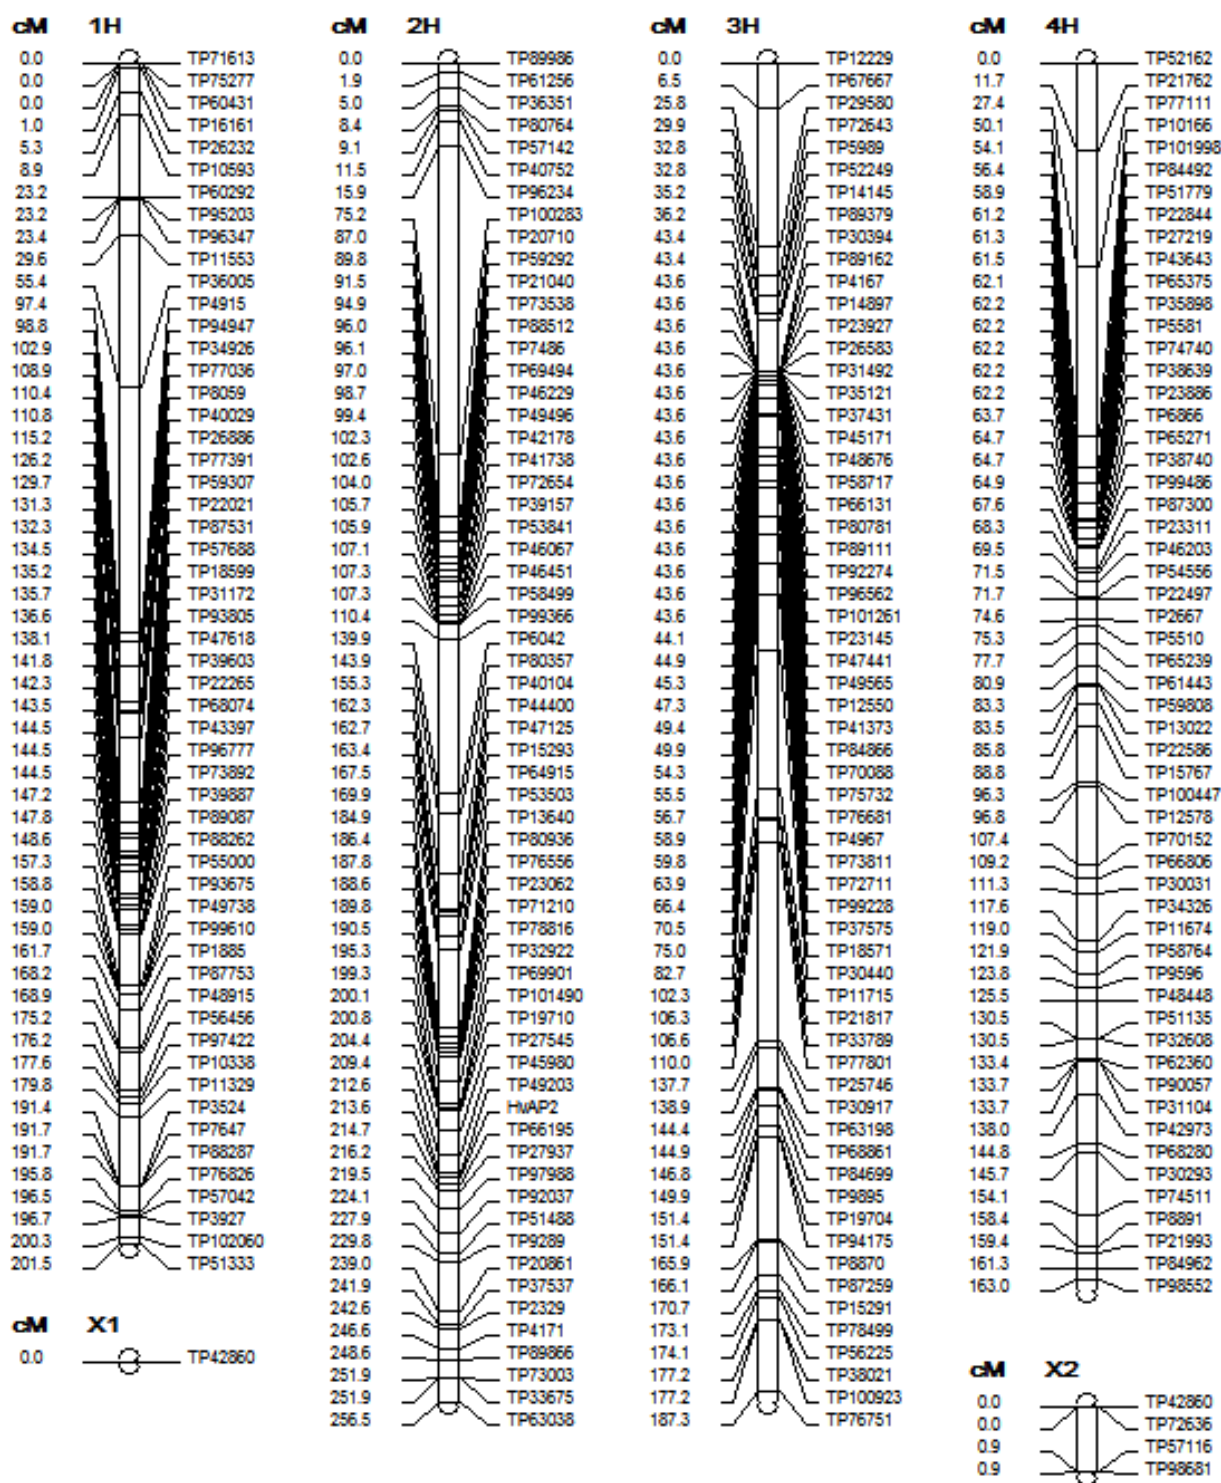 cM 1H
0.0 TP71613
0.0 TP75277
0.0 TP60431
1.0 TP16161
5.3 TP26232
8.9 TP10593
23.2 TP60292
23.2 TP95203
23.4 TP96347
29.6 TP11553
55.4 TP36005
97.4 TP4915
98.8 TP94947
102.9 TP34926
108.9 TP77036
110.4 TP8059
110.8 TP40029
115.2 TP26886
126.2 TP77391
129.7 TP59307
131.3 TP22021
132.3 TP87531
134.5 TP57688
135.2 TP18599
135.7 TP31172
136.6 TP93805
138.1 TP47618
141.8 TP39603
142.3 TP22265
143.5 TP68074
144.5 TP43397
144.5 TP96777
144.5 TP73892
147.2 TP39887
147.8 TP89087
148.6 TP88262
157.3 TP55000
158.8 TP93675
159.0 TP49738
159.0 TP99610
161.7 TP1885
168.2 TP87753
168.9 TP48915
175.2 TP56456
176.2 TP97422
177.6 TP10338
179.8 TP11329
191.4 TP3524
191.7 TP7647
191.7 TP88287
195.8 TP76826
196.5 TP57042
196.7 TP3927
200.3 TP102060
201.5 TP51333
cM X1
0.0 TP42860
cM 2H
0.0 TP89986
1.9 TP61256
5.0 TP36351
8.4 TP80764
9.1 TP57142
11.5 TP40752
15.9 TP96234
75.2 TP100283
87.0 TP20710
89.8 TP59292
91.5 TP21040
94.9 TP73538
96.0 TP88512
96.1 TP7486
97.0 TP69494
98.7 TP46229
99.4 TP49496
102.3 TP42178
102.6 TP41738
104.0 TP72654
105.7 TP39157
105.9 TP53841
107.1 TP46067
107.3 TP46451
107.3 TP58499
110.4 TP99366
139.9 TP6042
143.9 TP80357
155.3 TP40104
162.3 TP44400
162.7 TP47125
163.4 TP15293
167.5 TP64915
169.9 TP53503
184.9 TP13640
186.4 TP80936
187.8 TP76556
188.6 TP23062
189.8 TP71210
190.5 TP78816
195.3 TP32922
199.3 TP69901
200.1 TP101490
200.8 TP19710
204.4 TP27545
209.4 TP45980
212.6 TP49203
213.6 HvAP2
214.7 TP66195
216.2 TP27937
219.5 TP97988
224.1 TP92037
227.9 TP51488
229.8 TP9289
239.0 TP20861
241.9 TP37537
242.6 TP2329
246.6 TP4171
248.6 TP89866
251.9 TP73003
251.9 TP33675
256.5 TP63038
cM 3H
0.0 TP12229
6.5 TP67667
25.8 TP29580
29.9 TP72643
32.8 TP5989
32.8 TP52249
35.2 TP14145
36.2 TP89379
43.4 TP30394
43.4 TP89162
43.6 TP4167
43.6 TP14897
43.6 TP23927
43.6 TP26583
43.6 TP31492
43.6 TP35121
43.6 TP37431
43.6 TP45171
43.6 TP48676
43.6 TP58717
43.6 TP66131
43.6 TP80781
43.6 TP89111
43.6 TP92274
43.6 TP96562
43.6 TP101261
44.1 TP23145
44.9 TP47441
45.3 TP49565
47.3 TP12550
49.4 TP41373
49.9 TP84866
54.3 TP70088
55.5 TP75732
56.7 TP76681
58.9 TP4967
59.8 TP73811
63.9 TP72711
66.4 TP99228
70.5 TP37575
75.0 TP18571
82.7 TP30440
102.3 TP11715
106.3 TP21817
106.6 TP33789
110.0 TP77801
137.7 TP25746
138.9 TP30917
144.4 TP63198
144.9 TP68861
146.8 TP84699
149.9 TP9895
151.4 TP19704
151.4 TP94175
165.9 TP8870
166.1 TP87259
170.7 TP15291
173.1 TP78499
174.1 TP56225
177.2 TP38021
177.2 TP100923
187.3 TP76751
cM 4H
0.0 TP52162
11.7 TP21762
27.4 TP77111
50.1 TP10166
54.1 TP101998
56.4 TP84492
58.9 TP51779
61.2 TP22844
61.3 TP27219
61.5 TP43643
62.1 TP65375
62.2 TP35898
62.2 TP5581
62.2 TP74740
62.2 TP38639
62.2 TP23886
63.7 TP6866
64.7 TP65271
64.7 TP38740
64.9 TP99486
67.6 TP87300
68.3 TP23311
69.5 TP46203
71.5 TP54556
71.7 TP22497
74.6 TP2667
75.3 TP5510
77.7 TP65239
80.9 TP61443
83.3 TP59808
83.5 TP13022
85.8 TP22586
88.8 TP15767
96.3 TP100447
96.8 TP12578
107.4 TP70152
109.2 TP66806
111.3 TP30031
117.6 TP34326
119.0 TP11674
121.9 TP58764
123.8 TP9596
125.5 TP48448
130.5 TP51135
130.5 TP32608
133.4 TP62360
133.7 TP90057
133.7 TP31104
138.0 TP42973
144.8 TP68280
145.7 TP30293
154.1 TP74511
158.4 TP8891
159.4 TP21993
161.3 TP84962
163.0 TP98552
cM X2
0.0 TP42860
0.0 TP72636
0.9 TP57116
0.9 TP98681